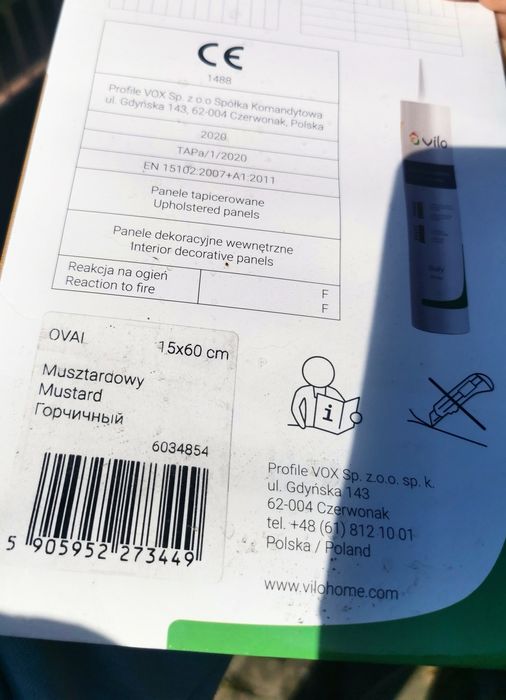 CE
1488
Profile VOX Sp. z o.o Spółka Komandytowa
ul. Gdyńska 143, 62-004 Czerwonak, Polska
2020
TAPa/1/2020
EN 15102:2007+A1:2011
Panele tapicerowane
Upholstered panels
Panele dekoracyjne wewnętrzne
Interior decorative panels
Reakcja na ogień F
Reaction to fire F
vilo
OVAL 15x60 cm
Musztardowy
Mustard
Горчичный
6034854
5 905952 273449
i
Profile VOX Sp. z.o.o. sp. k.
ul. Gdyńska 143
62-004 Czerwonak
tel. +48 (61) 812 10 01
Polska / Poland
www.vilohome.com